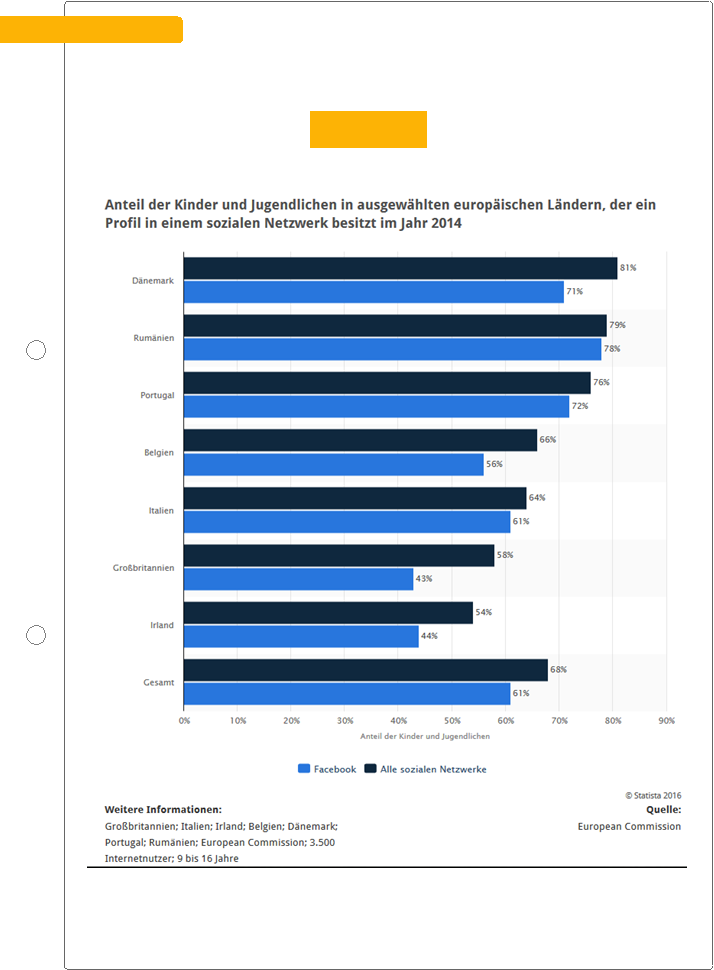 Anteil der Kinder und Jugendlichen in ausgewählten europäischen Ländern, der ein
Profil in einem sozialen Netzwerk besitzt im Jahr 2014
Dänemark
81%
71%
Rumänien
79%
78%
Portugal
76%
72%
Belgien
66%
56%
Italien
64%
61%
Großbritannien
58%
43%
Irland
54%
44%
Gesamt
68%
61%
0% 10% 20% 30% 40% 50% 60% 70% 80% 90%
Anteil der Kinder und Jugendlichen
Facebook Alle sozialen Netzwerke
© Statista 2016
Weitere Informationen:
Großbritannien; Italien; Irland; Belgien; Dänemark;
Portugal; Rumänien; European Commission; 3.500
Internetnutzer; 9 bis 16 Jahre
Quelle:
European Commission